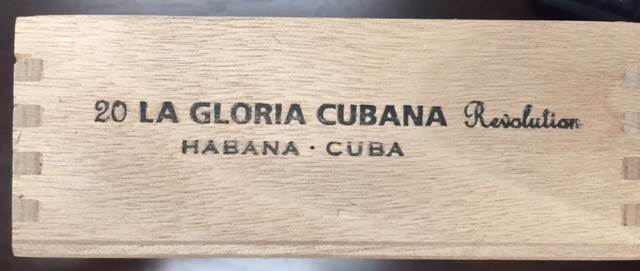 20 LA GLORIA CUBANA Revolution
HABANA · CUBA